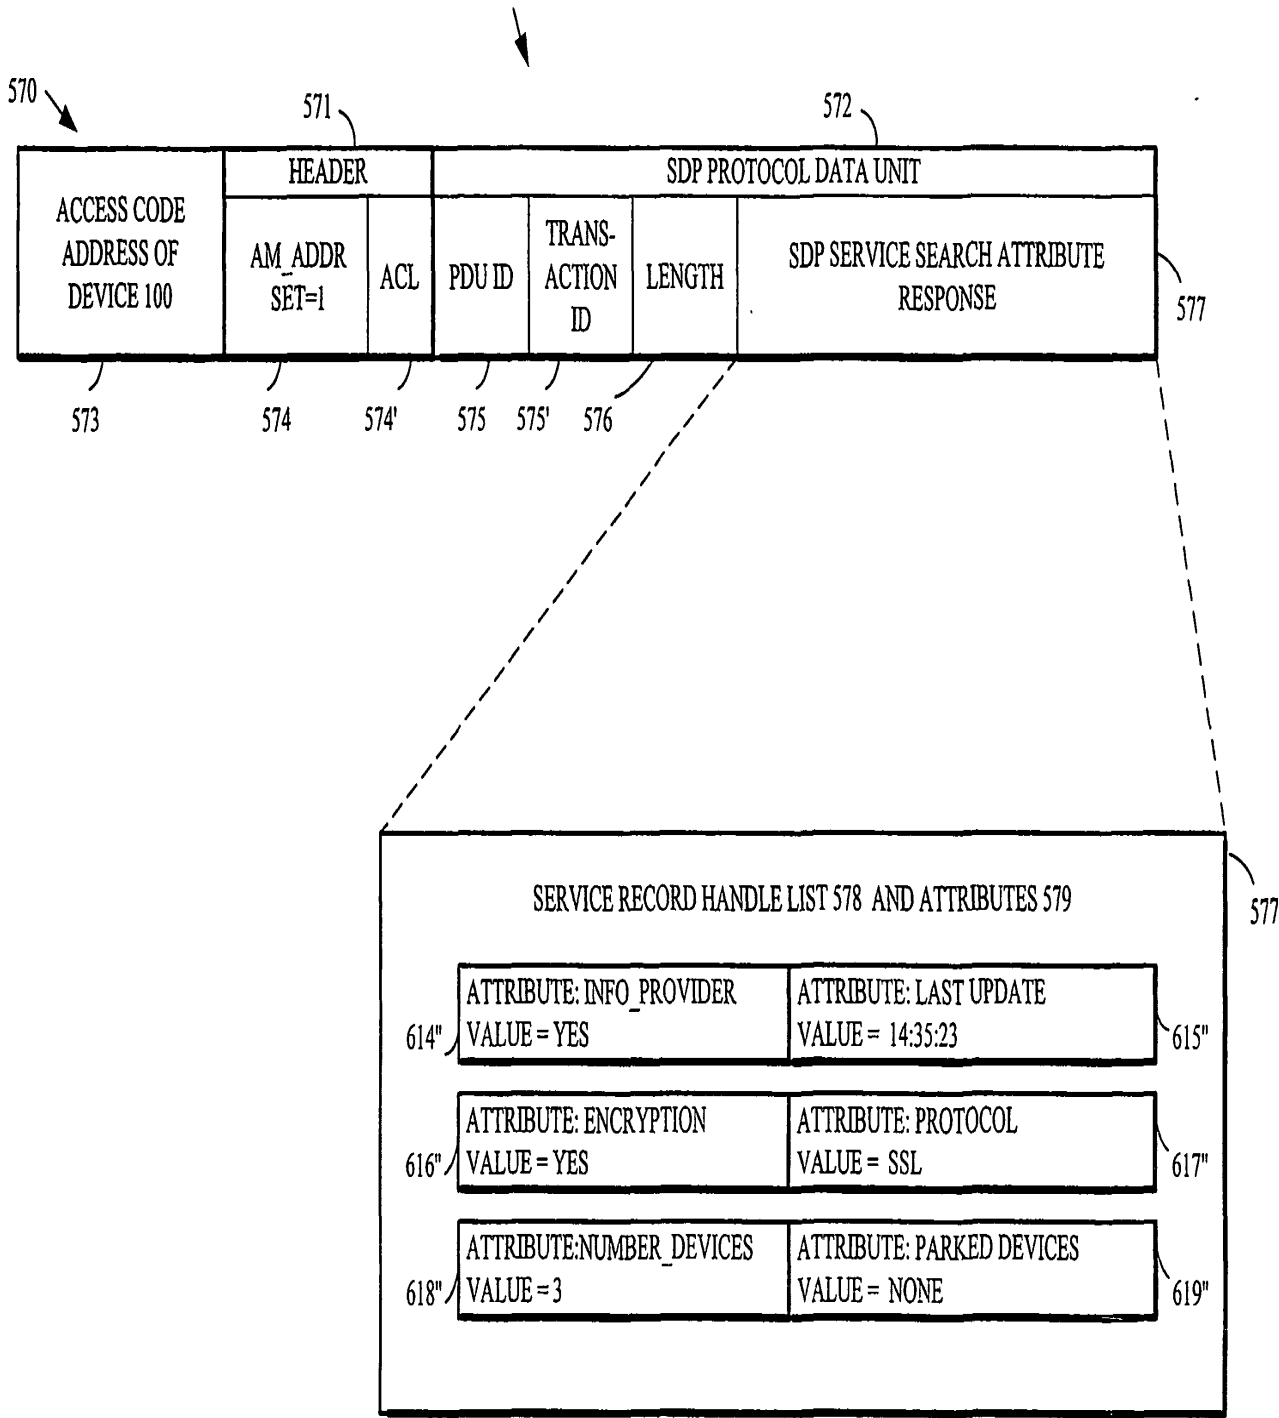 570
571
572
HEADER
SDP PROTOCOL DATA UNIT
ACCESS CODE
ADDRESS OF
DEVICE 100
AM_ADDR
SET=1
ACL
PDU ID
TRANS-
ACTION
ID
LENGTH
SDP SERVICE SEARCH ATTRIBUTE
RESPONSE
577
573
574
574'
575
575'
576
SERVICE RECORD HANDLE LIST 578 AND ATTRIBUTES 579
577
ATTRIBUTE: INFO_PROVIDER
VALUE = YES
614"
ATTRIBUTE: LAST UPDATE
VALUE = 14:35:23
615"
ATTRIBUTE: ENCRYPTION
VALUE = YES
616"
ATTRIBUTE: PROTOCOL
VALUE = SSL
617"
ATTRIBUTE:NUMBER_DEVICES
VALUE = 3
618"
ATTRIBUTE: PARKED DEVICES
VALUE = NONE
619"